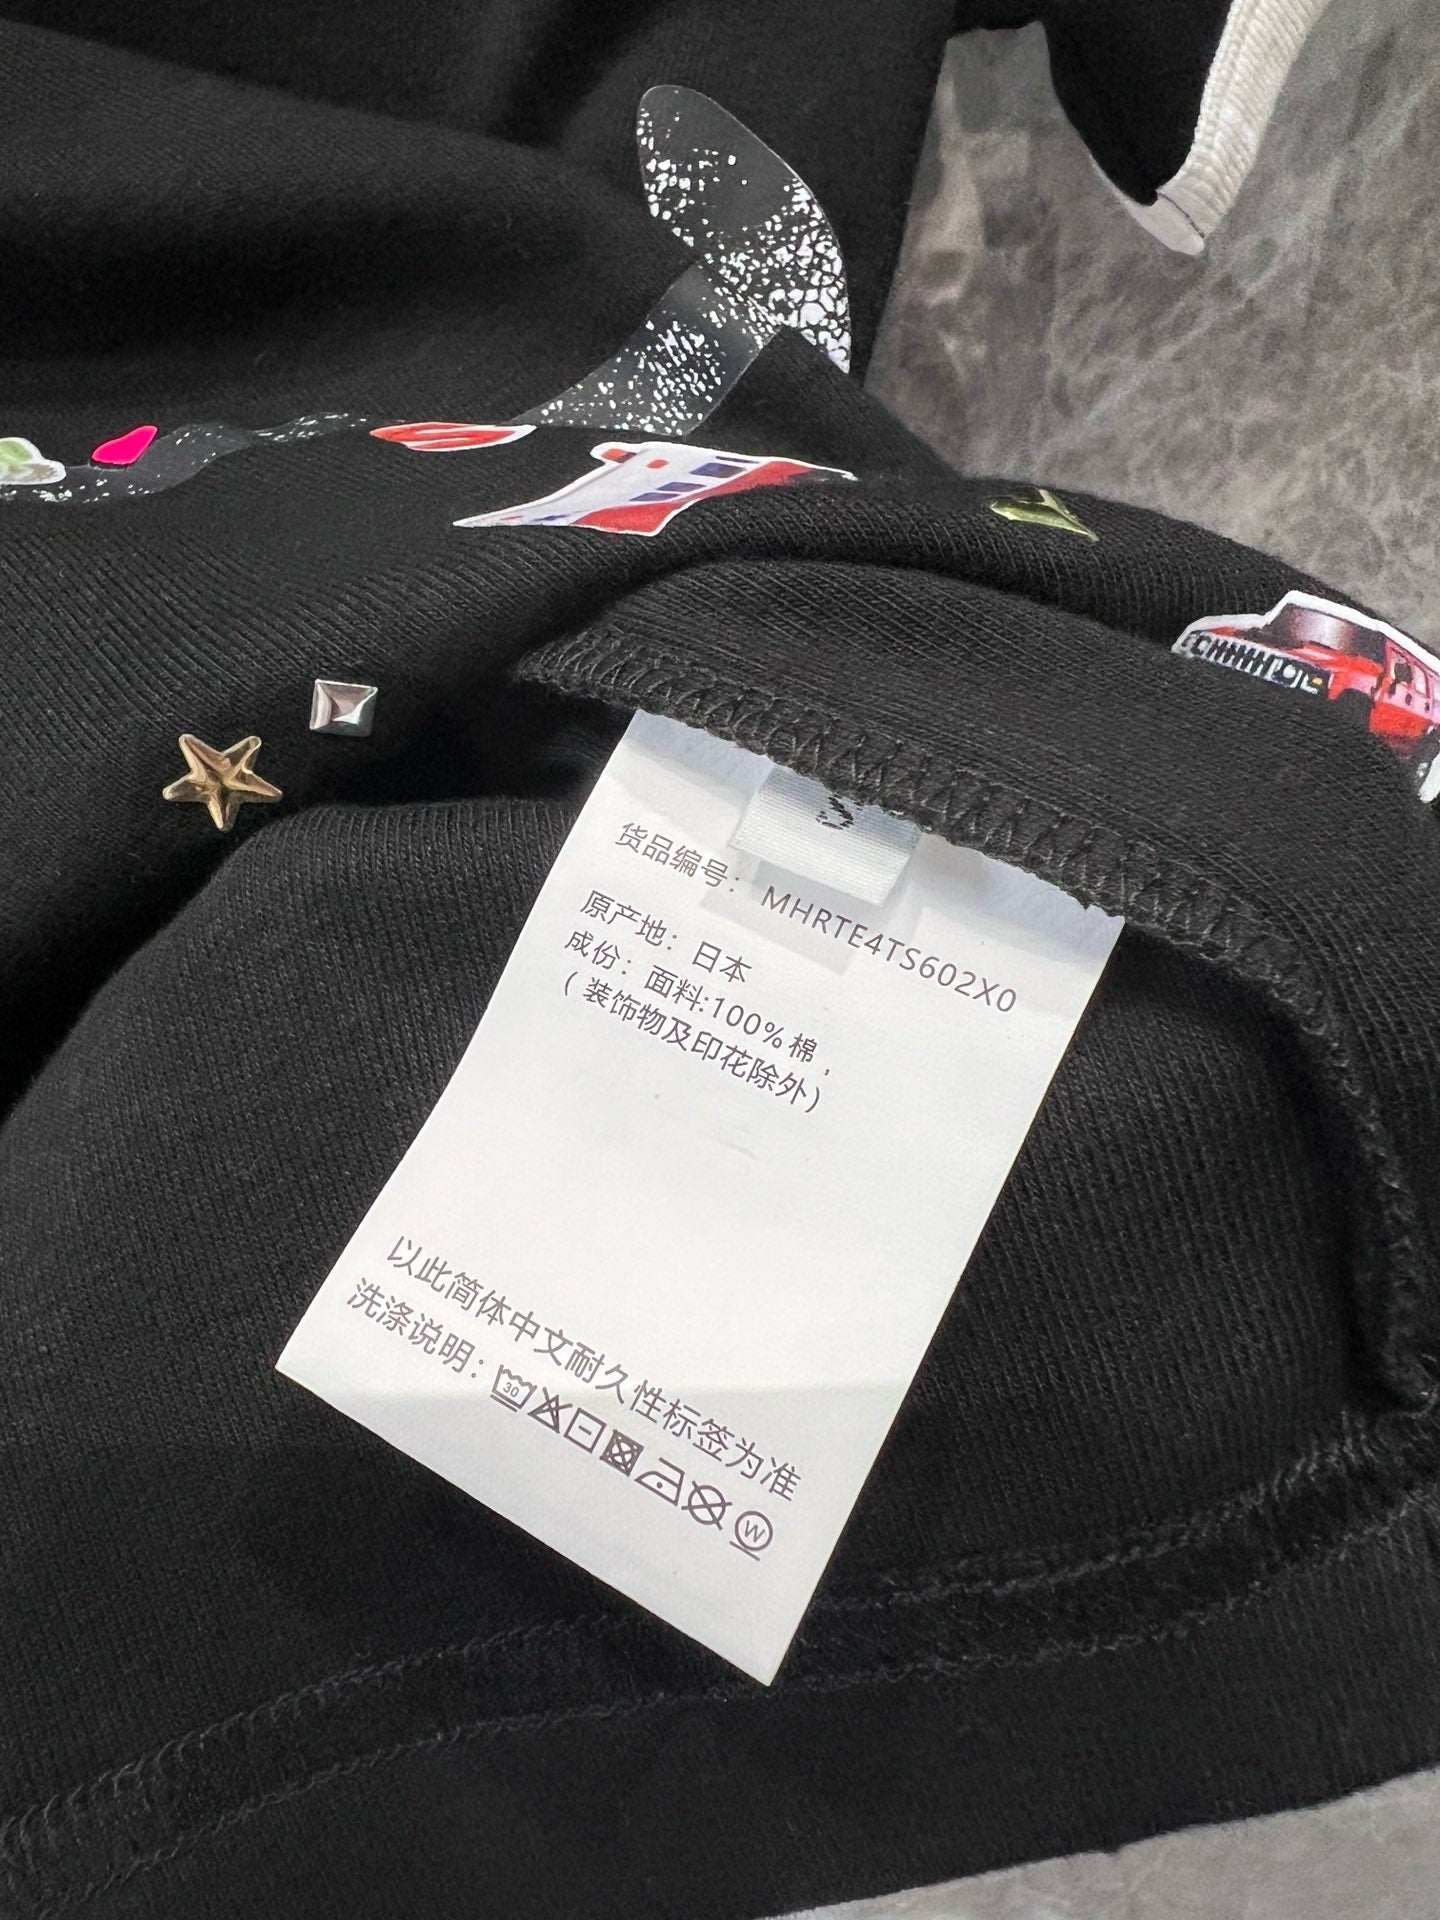 货品编号：MHRTE4TS602X0
原产地：日本
成份：面料:100%棉，
（装饰物及印花除外）
以此简体中文耐久性标签为准
洗涤说明：
30
W